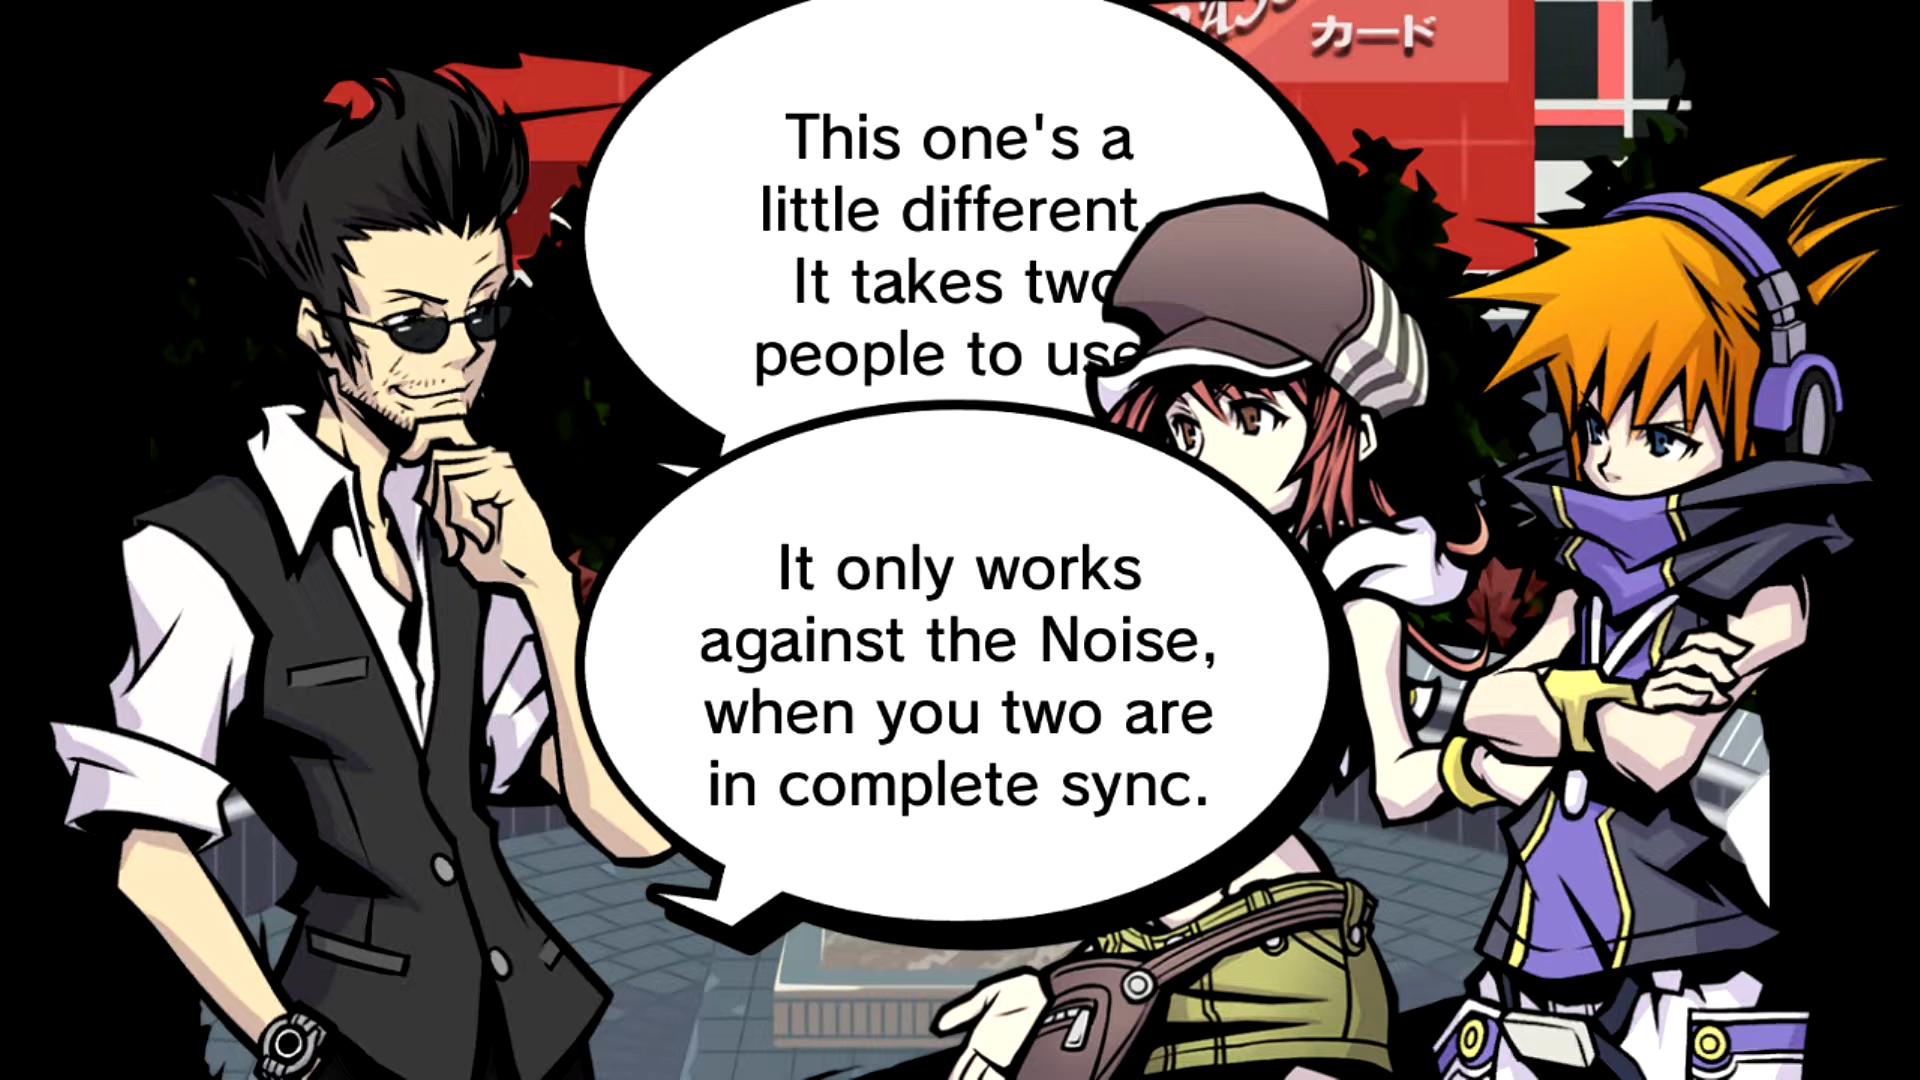 カード
This one's a
little different.
It takes two
people to use
It only works
against the Noise,
when you two are
in complete sync.